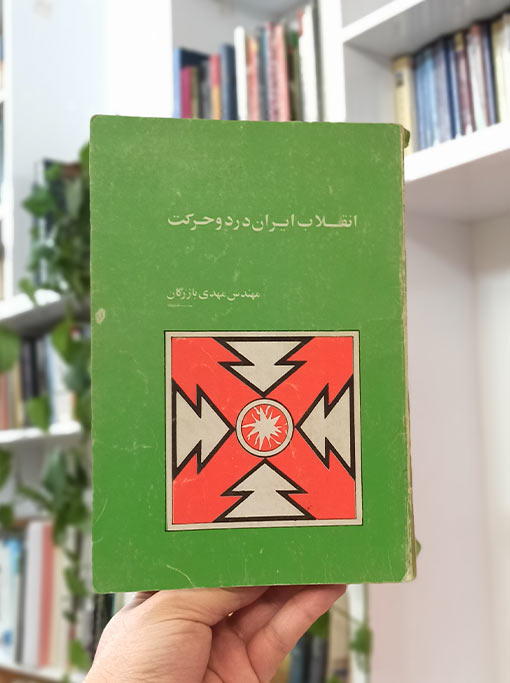 انقلاب ایران در دو حرکت
مهندس مهدی بازرگان